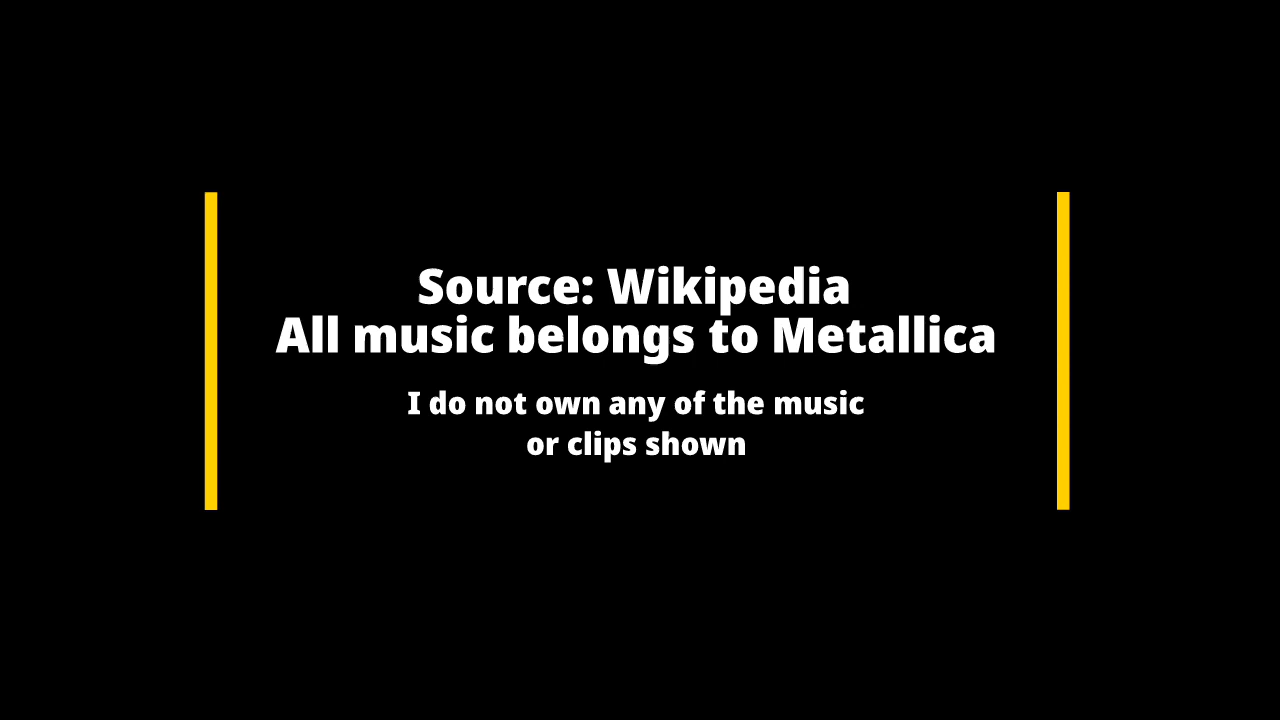 Source: Wikipedia
All music belongs to Metallica
I do not own any of the music
or clips shown